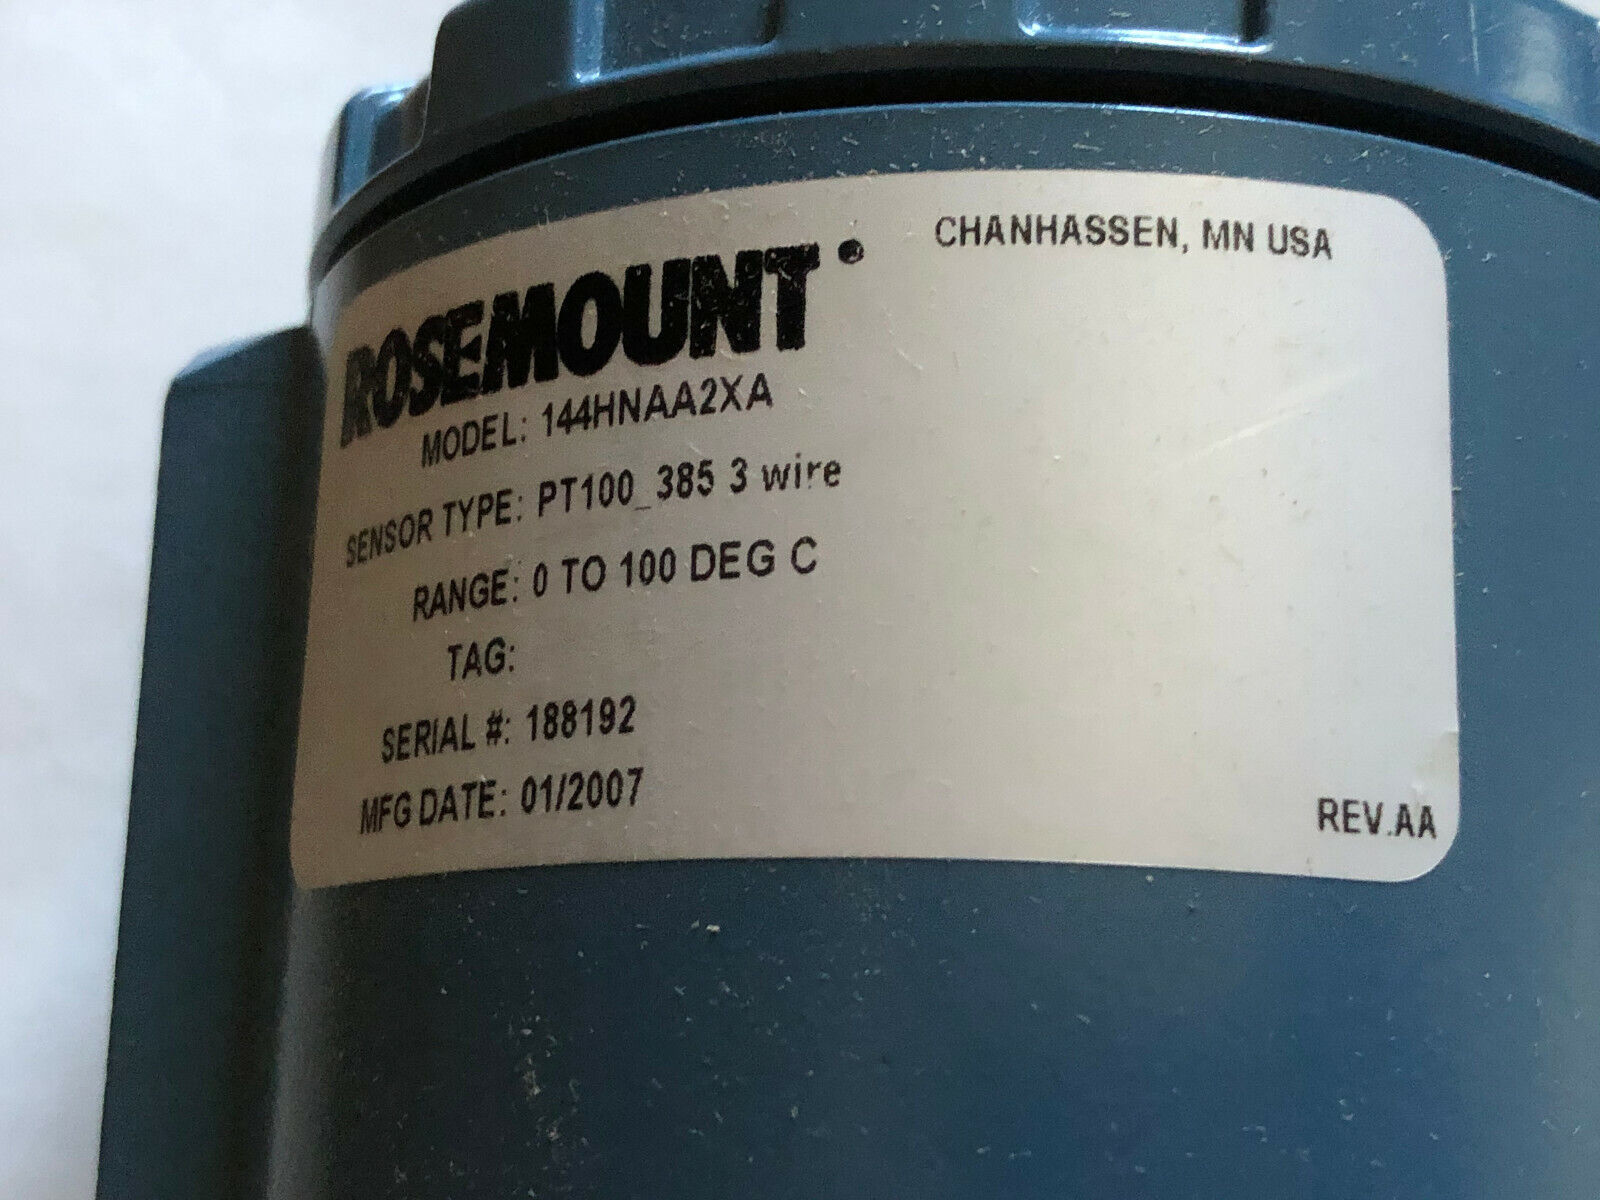 CHANHASSEN, MN USA
ROSEMOUNT®
MODEL: 144HNAA2XA
SENSOR TYPE: PT100_385 3 wire
RANGE: 0 TO 100 DEG C
TAG:
SERIAL #: 188192
MFG DATE: 01/2007
REV.AA